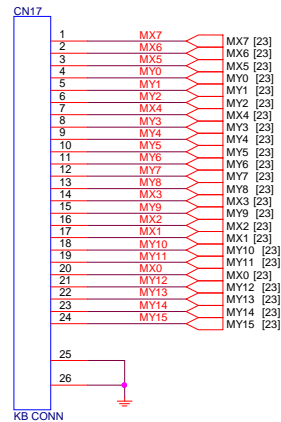 CN17
1 MX7 MX7 [23]
2 MX6 MX6 [23]
3 MX5 MX5 [23]
4 MY0 MY0 [23]
5 MY1 MY1 [23]
6 MY2 MY2 [23]
7 MX4 MX4 [23]
8 MY3 MY3 [23]
9 MY4 MY4 [23]
10 MY5 MY5 [23]
11 MY6 MY6 [23]
12 MY7 MY7 [23]
13 MY8 MY8 [23]
14 MX3 MX3 [23]
15 MY9 MY9 [23]
16 MX2 MX2 [23]
17 MX1 MX1 [23]
18 MY10 MY10 [23]
19 MY11 MY11 [23]
20 MX0 MX0 [23]
21 MY12 MY12 [23]
22 MY13 MY13 [23]
23 MY14 MY14 [23]
24 MY15 MY15 [23]
25
26
KB CONN